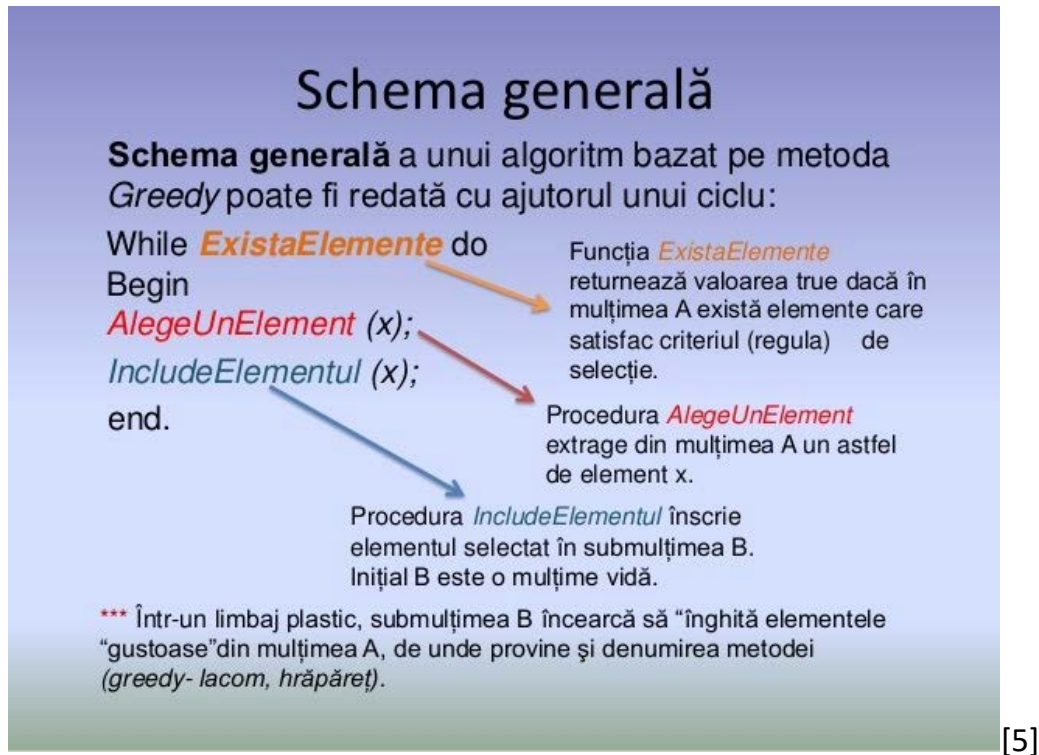 Schema generală
Schema generală a unui algoritm bazat pe metoda
Greedy poate fi redată cu ajutorul unui ciclu:
While ExistaElemente do
Begin
AlegeUnElement (x);
IncludeElementul (x);
end.
Funcția ExistaElemente
returnează valoarea true dacă în
mulțimea A există elemente care
satisfac criteriul (regula) de
selecție.
Procedura AlegeUnElement
extrage din mulțimea A un astfel
de element x.
Procedura IncludeElementul înscrie
elementul selectat în submulțimea B.
Inițial B este o mulțime vidă.
*** Într-un limbaj plastic, submulțimea B încearcă să “înghită elementele
“gustoase”din mulțimea A, de unde provine şi denumirea metodei
(greedy- lacom, hrăpăreț).
[5]